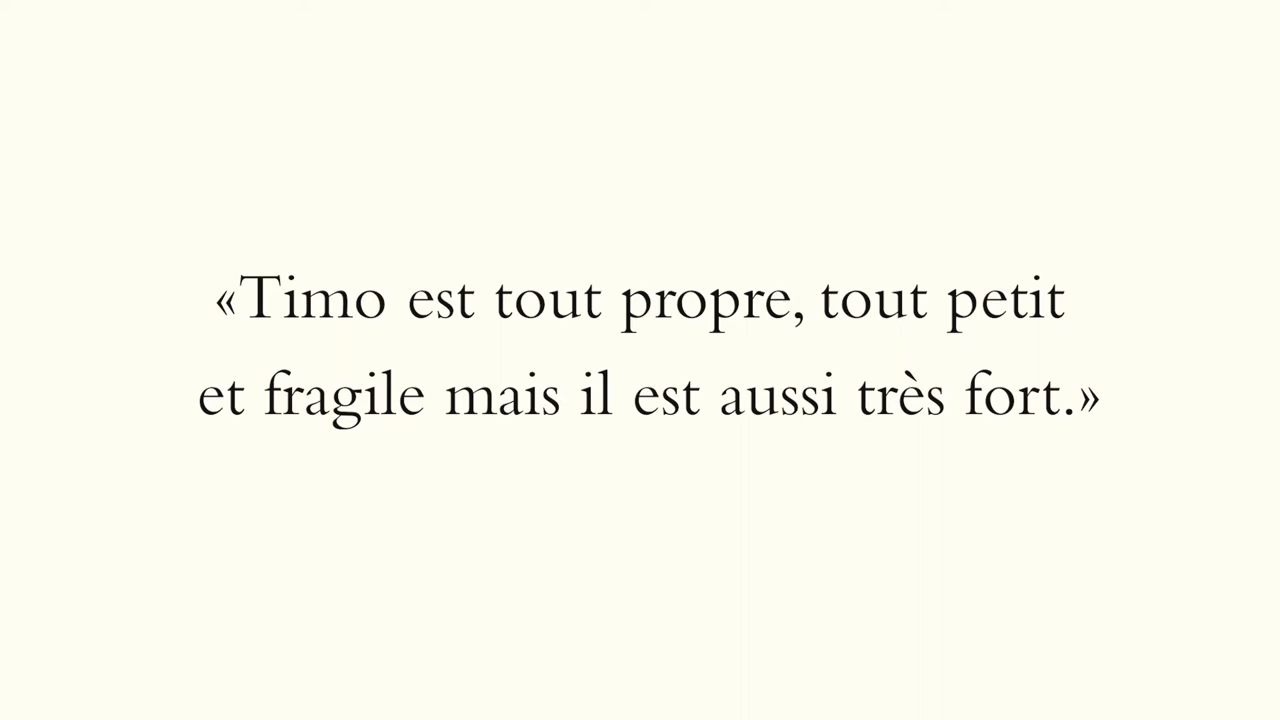 «Timo est tout propre, tout petit
et fragile mais il est aussi très fort.»